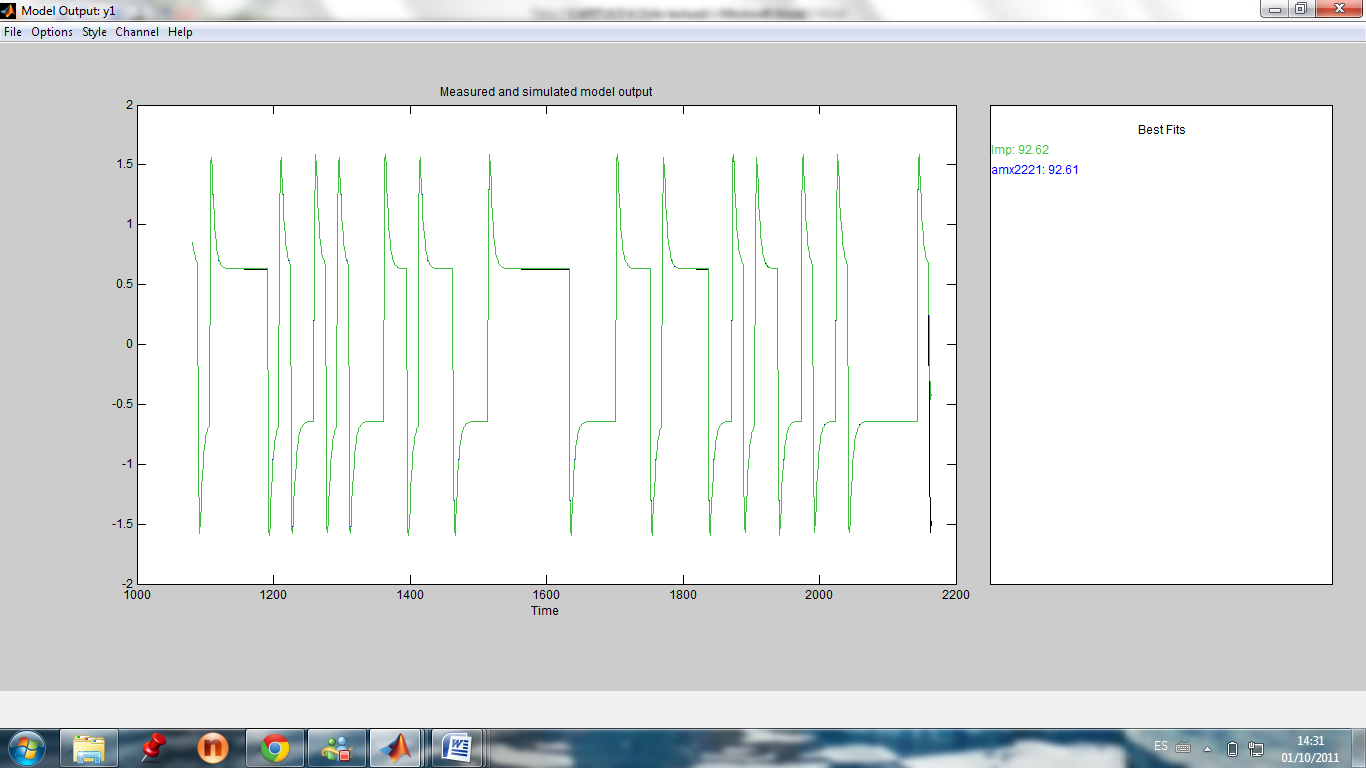 Model Output: y1
File Options Style Channel Help
Measured and simulated model output
2
1.5
1
0.5
0
-0.5
-1
-1.5
-2
1000 1200 1400 1600 1800 2000 2200
Time
Best Fits
Imp: 92.62
amx2221: 92.61
ES
14:31
01/10/2011